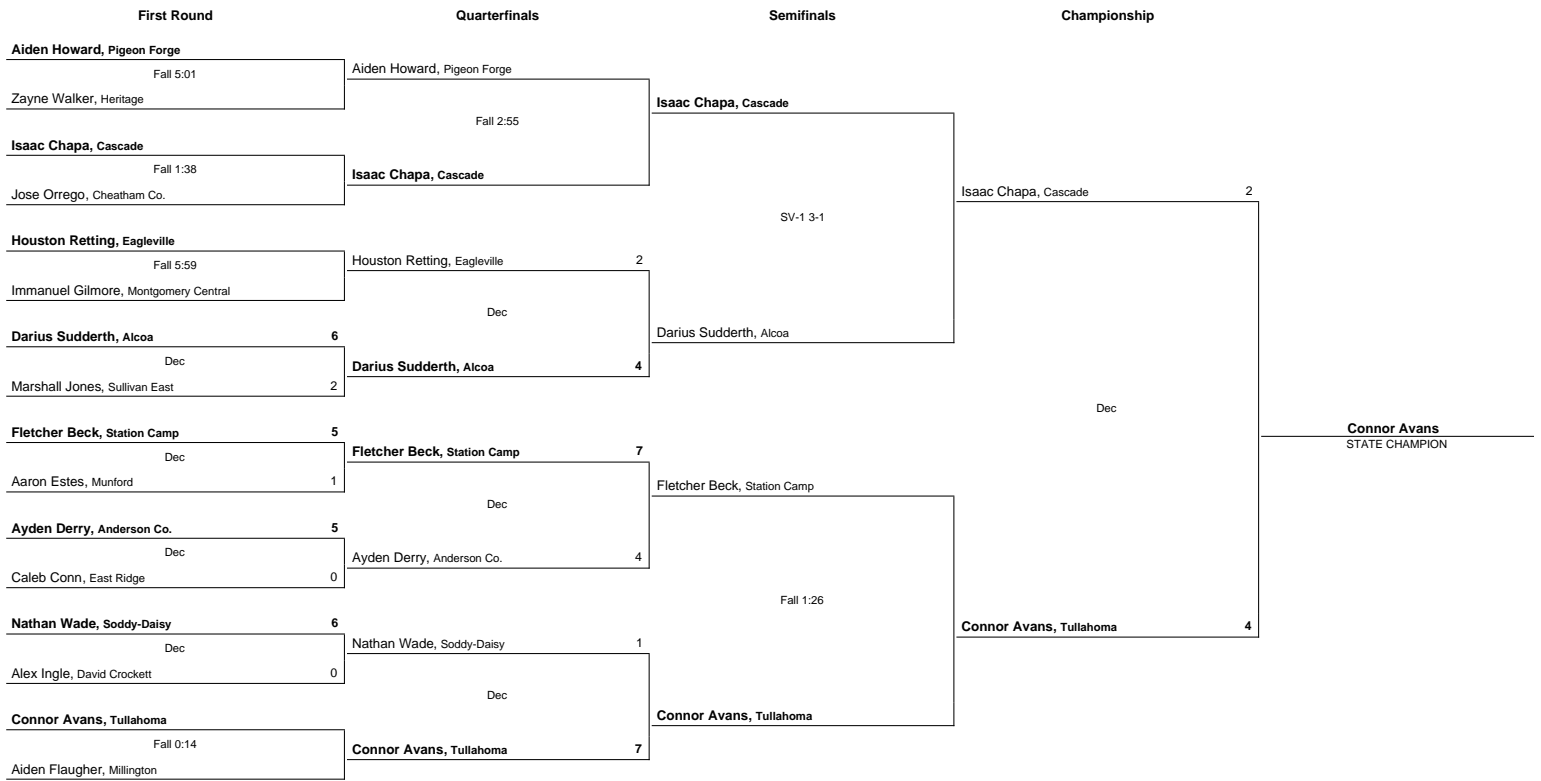 First Round
Quarterfinals
Semifinals
Championship
Aiden Howard, Pigeon Forge
Fall 5:01
Zayne Walker, Heritage
Isaac Chapa, Cascade
Fall 1:38
Jose Orrego, Cheatham Co.
Houston Retting, Eagleville
Fall 5:59
Immanuel Gilmore, Montgomery Central
Darius Sudderth, Alcoa 6
Dec
Marshall Jones, Sullivan East 2
Fletcher Beck, Station Camp 5
Dec
Aaron Estes, Munford 1
Ayden Derry, Anderson Co. 5
Dec
Caleb Conn, East Ridge 0
Nathan Wade, Soddy-Daisy 6
Dec
Alex Ingle, David Crockett 0
Connor Avans, Tullahoma
Fall 0:14
Aiden Flaugher, Millington
Aiden Howard, Pigeon Forge
Fall 2:55
Isaac Chapa, Cascade
Houston Retting, Eagleville 2
Dec
Darius Sudderth, Alcoa 4
Fletcher Beck, Station Camp 7
Dec
Ayden Derry, Anderson Co. 4
Nathan Wade, Soddy-Daisy 1
Dec
Connor Avans, Tullahoma 7
Isaac Chapa, Cascade
SV-1 3-1
Darius Sudderth, Alcoa
Fletcher Beck, Station Camp
Fall 1:26
Connor Avans, Tullahoma
Isaac Chapa, Cascade 2
Dec
Connor Avans, Tullahoma 4
Connor Avans
STATE CHAMPION